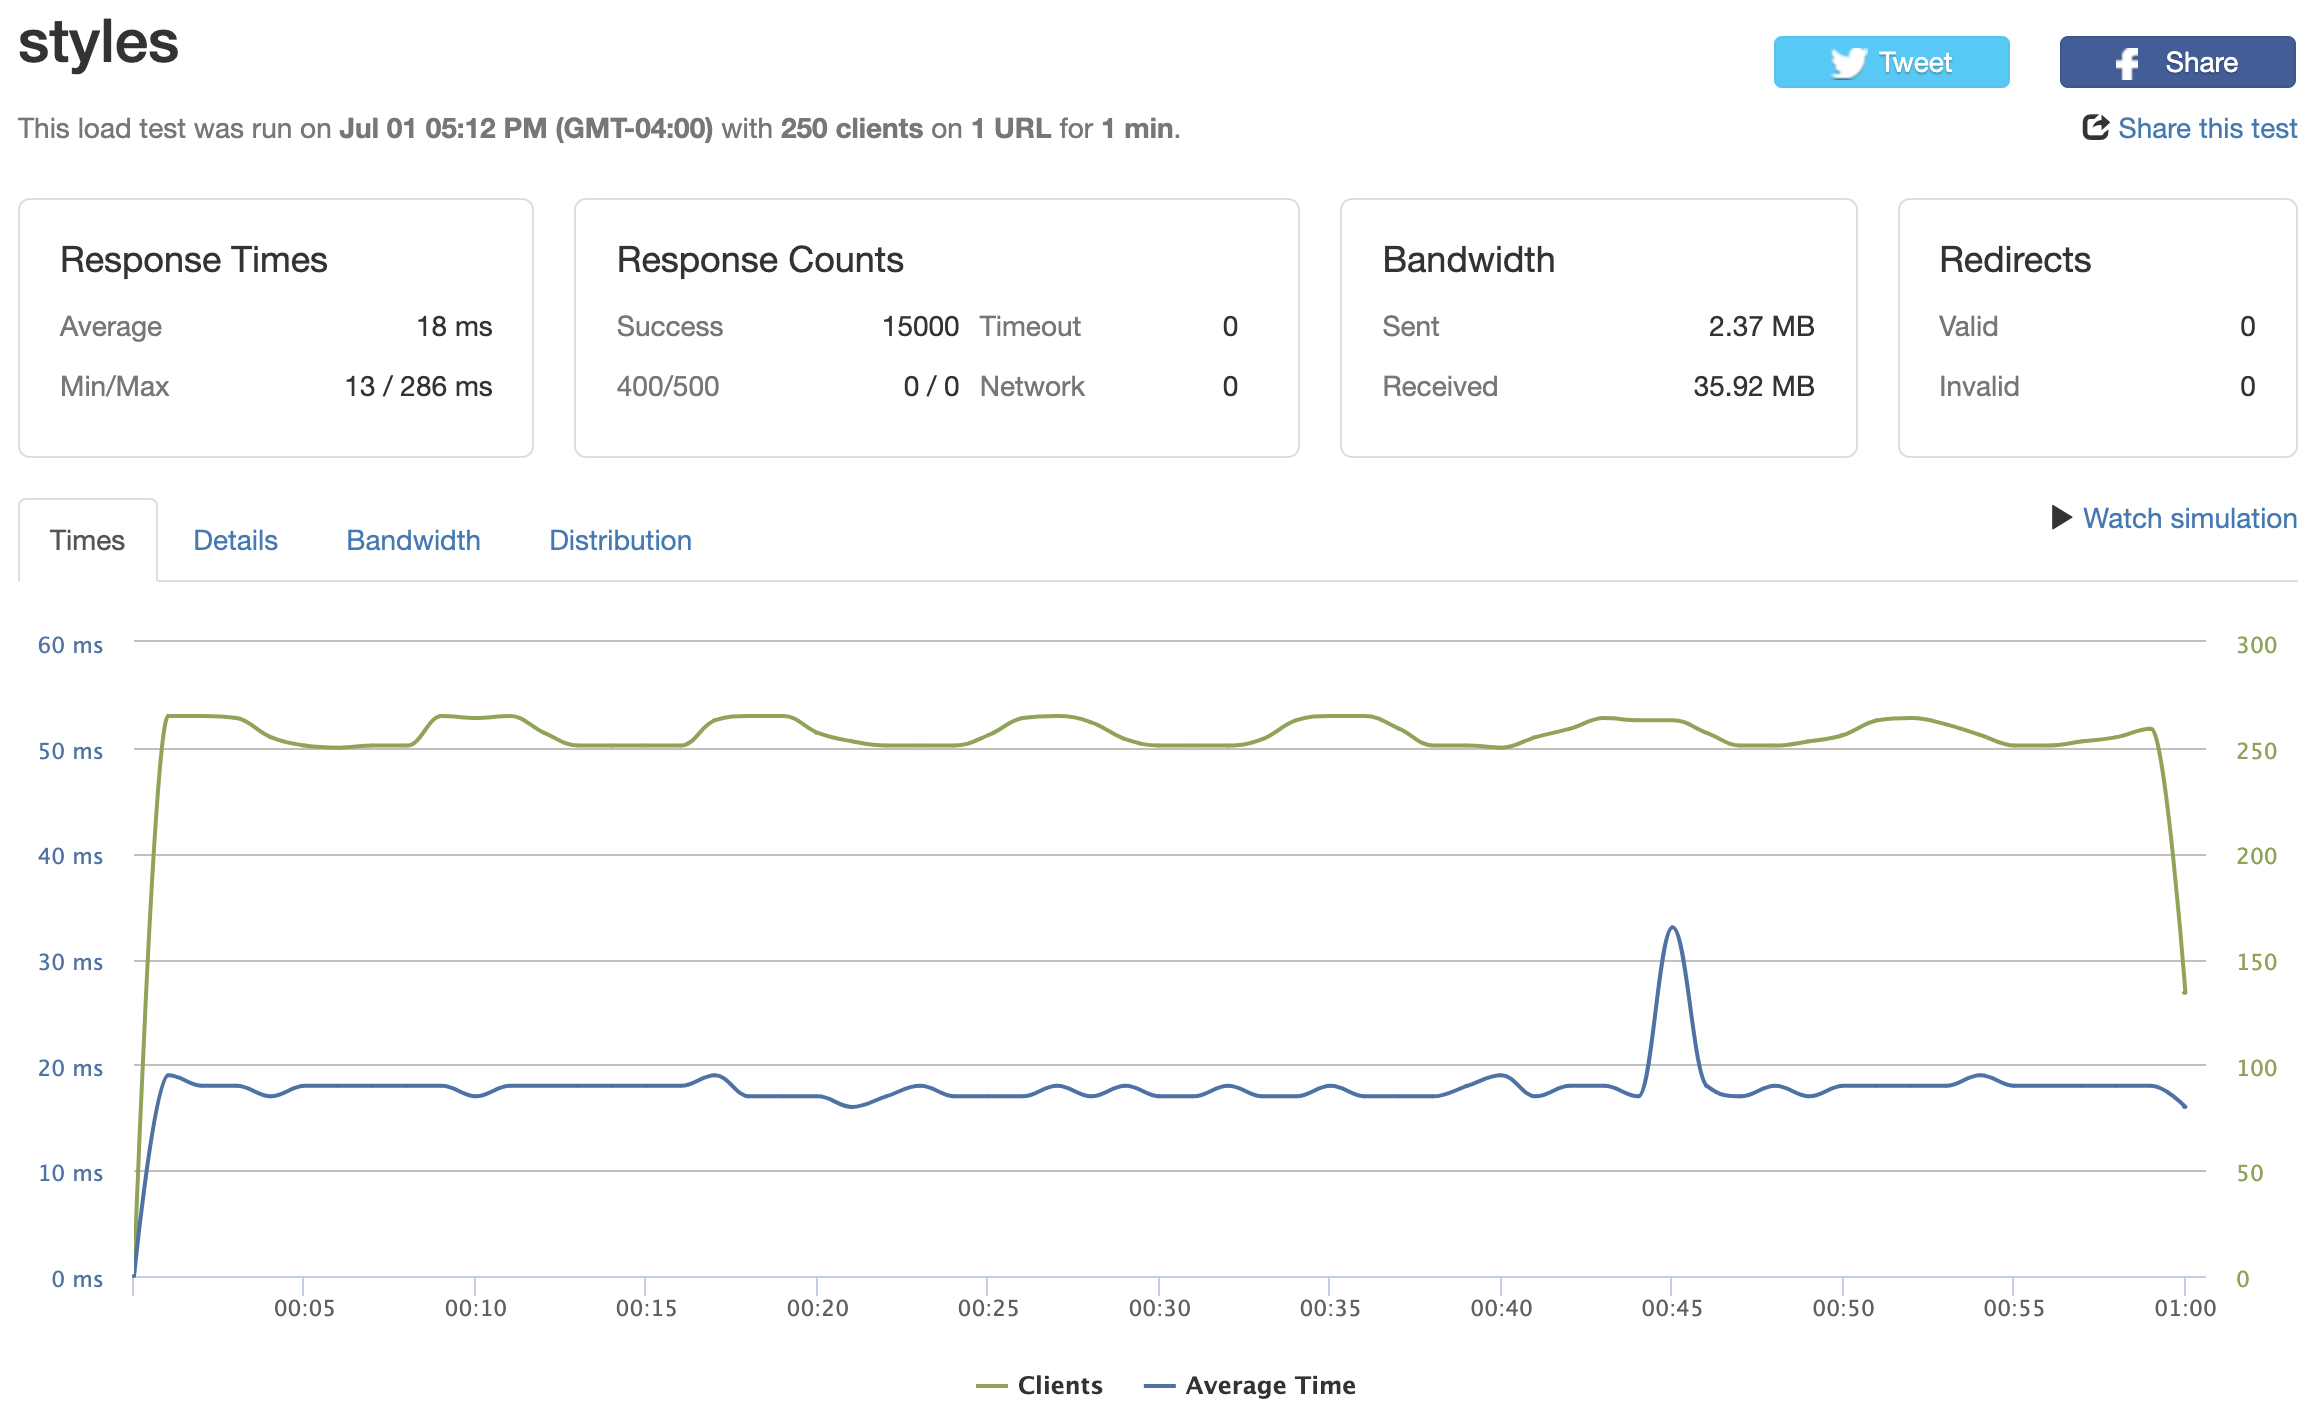 styles
Tweet
Share
This load test was run on Jul 01 05:12 PM (GMT-04:00) with 250 clients on 1 URL for 1 min.
Share this test
Response Times
Average 18 ms
Min/Max 13 / 286 ms
Response Counts
Success 15000 Timeout 0
400/500 0 / 0 Network 0
Bandwidth
Sent 2.37 MB
Received 35.92 MB
Redirects
Valid 0
Invalid 0
Times Details Bandwidth Distribution
Watch simulation
60 ms 300
50 ms 250
40 ms 200
30 ms 150
20 ms 100
10 ms 50
0 ms 0
00:05 00:10 00:15 00:20 00:25 00:30 00:35 00:40 00:45 00:50 00:55 01:00
Clients Average Time